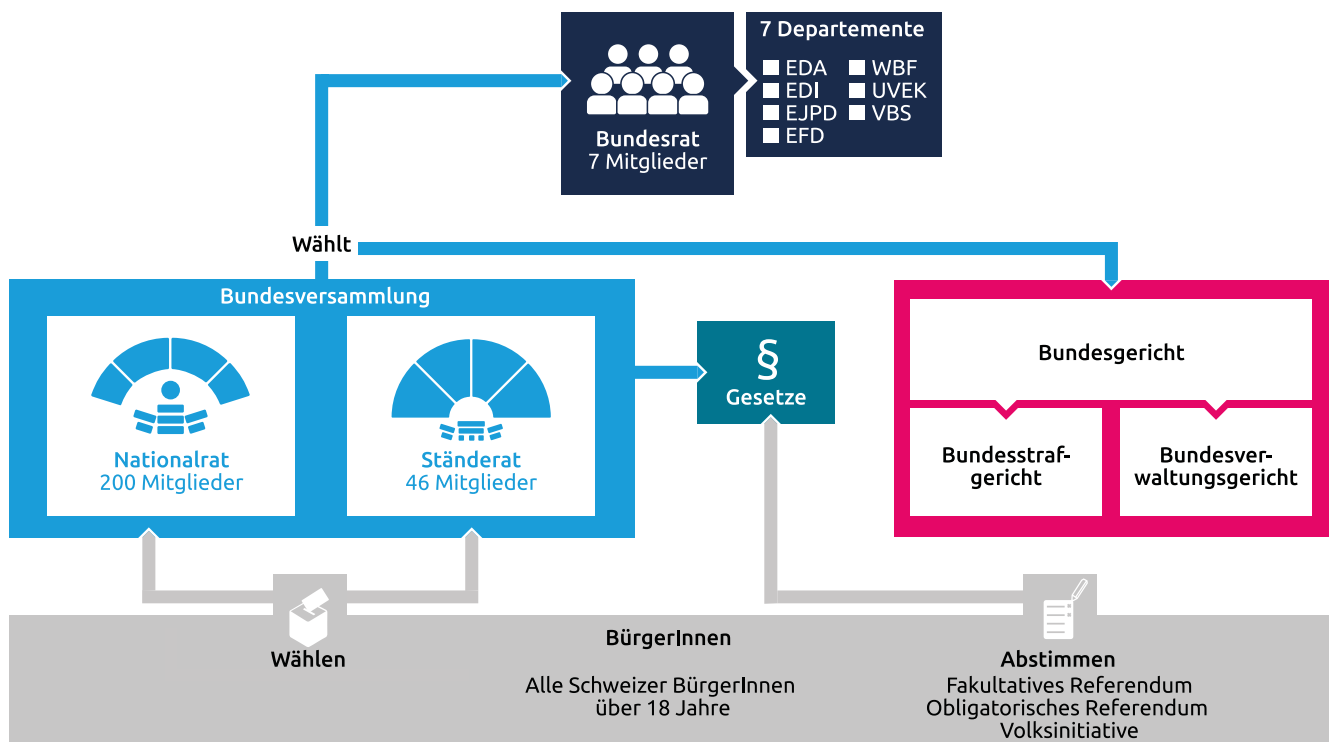 7 Departemente
EDA
EDI
EJPD
EFD
WBF
UVEK
VBS
Bundesrat
7 Mitglieder
Wählt
Bundesversammlung
Nationalrat
200 Mitglieder
Ständerat
46 Mitglieder
§
Gesetze
Bundesgericht
Bundesstraf-
gericht
Bundesver-
waltungsgericht
Wählen
BürgerInnen
Alle Schweizer BürgerInnen
über 18 Jahre
Abstimmen
Fakultatives Referendum
Obligatorisches Referendum
Volksinitiative